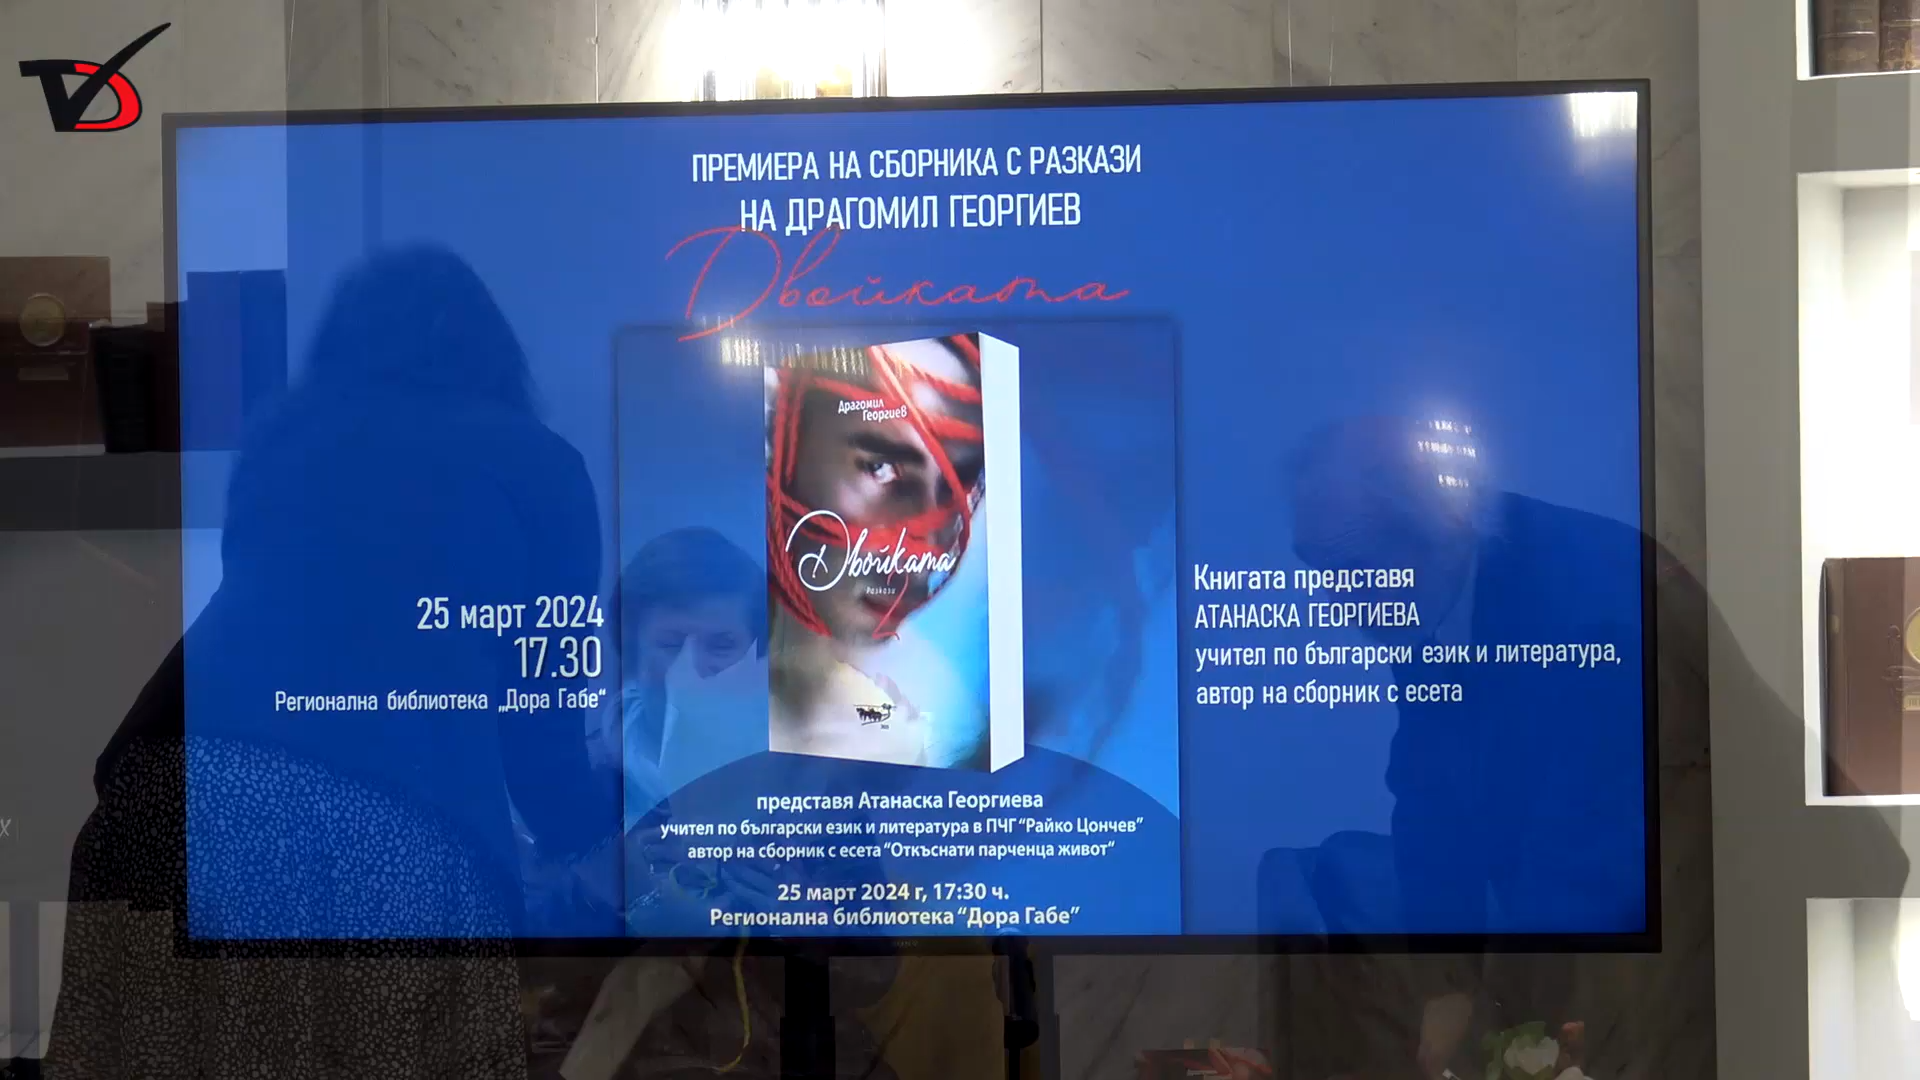 ПРЕМИЕРА НА СБОРНИКА С РАЗКАЗИ
НА ДРАГОМИЛ ГЕОРГИЕВ
Двойката
Драгомил
Георгиев
Двойката
Разкази
2
25 март 2024
17.30
Регионална библиотека „Дора Габе“
Книгата представя
АТАНАСКА ГЕОРГИЕВА
учител по български език и литература,
автор на сборник с есета
представя Атанаска Георгиева
учител по български език и литература в ПЧГ “Райко Цончев”
автор на сборник с есета “Откъснати парченца живот”
25 март 2024 г, 17:30 ч.
Регионална библиотека “Дора Габе”
SONY